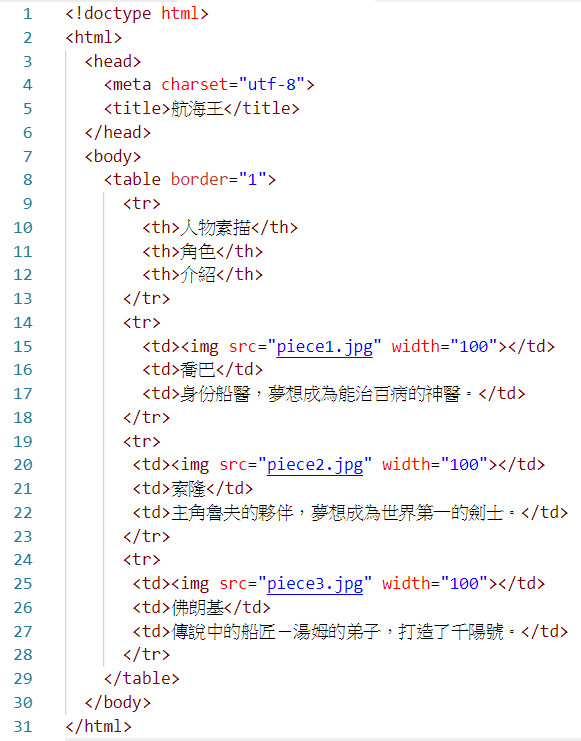 1 <!doctype html>
2 <html>
3 <head>
4 <meta charset="utf-8">
5 <title>航海王</title>
6 </head>
7 <body>
8 <table border="1">
9 <tr>
10 <th>人物素描</th>
11 <th>角色</th>
12 <th>介紹</th>
13 </tr>
14 <tr>
15 <td><img src="piece1.jpg" width="100"></td>
16 <td>喬巴</td>
17 <td>身份船醫，夢想成為能治百病的神醫。</td>
18 </tr>
19 <tr>
20 <td><img src="piece2.jpg" width="100"></td>
21 <td>索隆</td>
22 <td>主角魯夫的夥伴，夢想成為世界第一的劍士。</td>
23 </tr>
24 <tr>
25 <td><img src="piece3.jpg" width="100"></td>
26 <td>佛朗基</td>
27 <td>傳說中的船匠－湯姆的弟子，打造了千陽號。</td>
28 </tr>
29 </table>
30 </body>
31 </html>